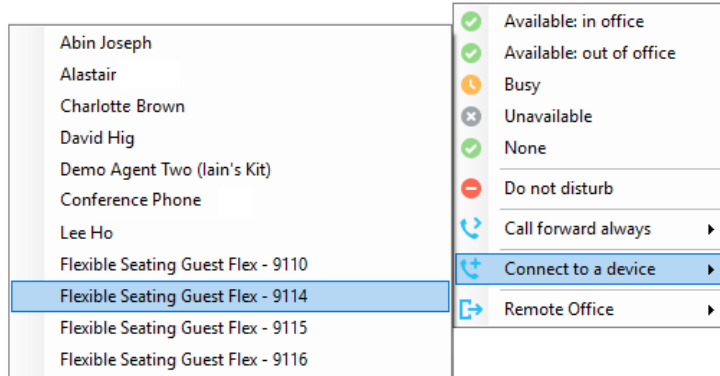 Abin Joseph
Alastair
Charlotte Brown
David Hig
Demo Agent Two (Iain's Kit)
Conference Phone
Lee Ho
Flexible Seating Guest Flex - 9110
Flexible Seating Guest Flex - 9114
Flexible Seating Guest Flex - 9115
Flexible Seating Guest Flex - 9116
Available: in office
Available: out of office
Busy
Unavailable
None
Do not disturb
Call forward always
Connect to a device
Remote Office